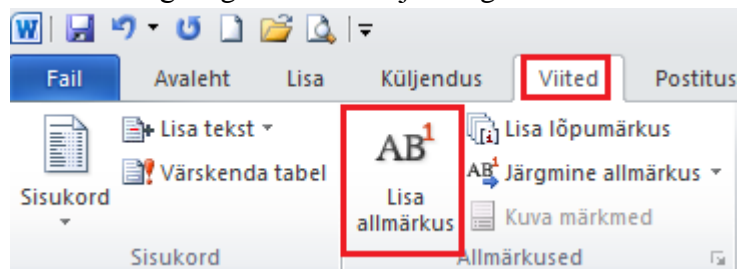 W
Fail Avaleht Lisa Küljendus Viited Postitus
Lisa tekst
Värskenda tabel
Sisukord
Sisukord
AB1
Lisa
allmärkus
Lisa lõpumärkus
Järgmine allmärkus
Kuva märkmed
Allmärkused